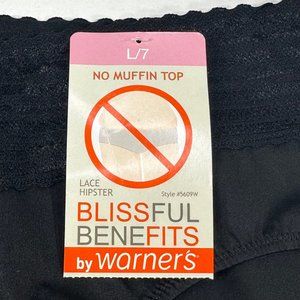 L/7
NO MUFFIN TOP
LACE
HIPSTER
Style #5609W
BLISSFUL
BENEFITS
by warner's